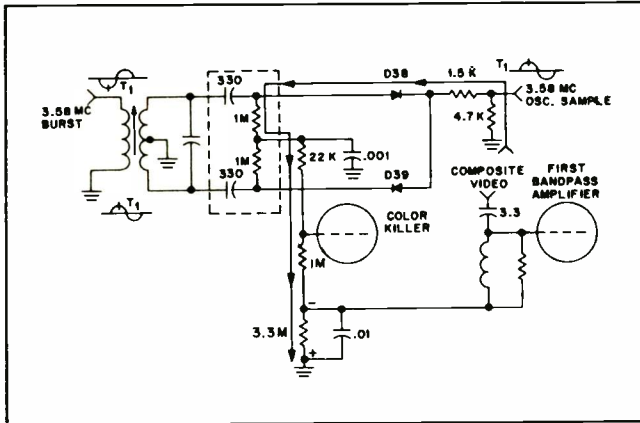 T1
3.58 MC
BURST
T1
330
1M
1M
330
22 K
.001
D38
D39
1.5 K
4.7K
T1
3.58 MC
OSC. SAMPLE
COMPOSITE
VIDEO
3.3
FIRST
BANDPASS
AMPLIFIER
COLOR
KILLER
1M
-
3.3M
+
.01